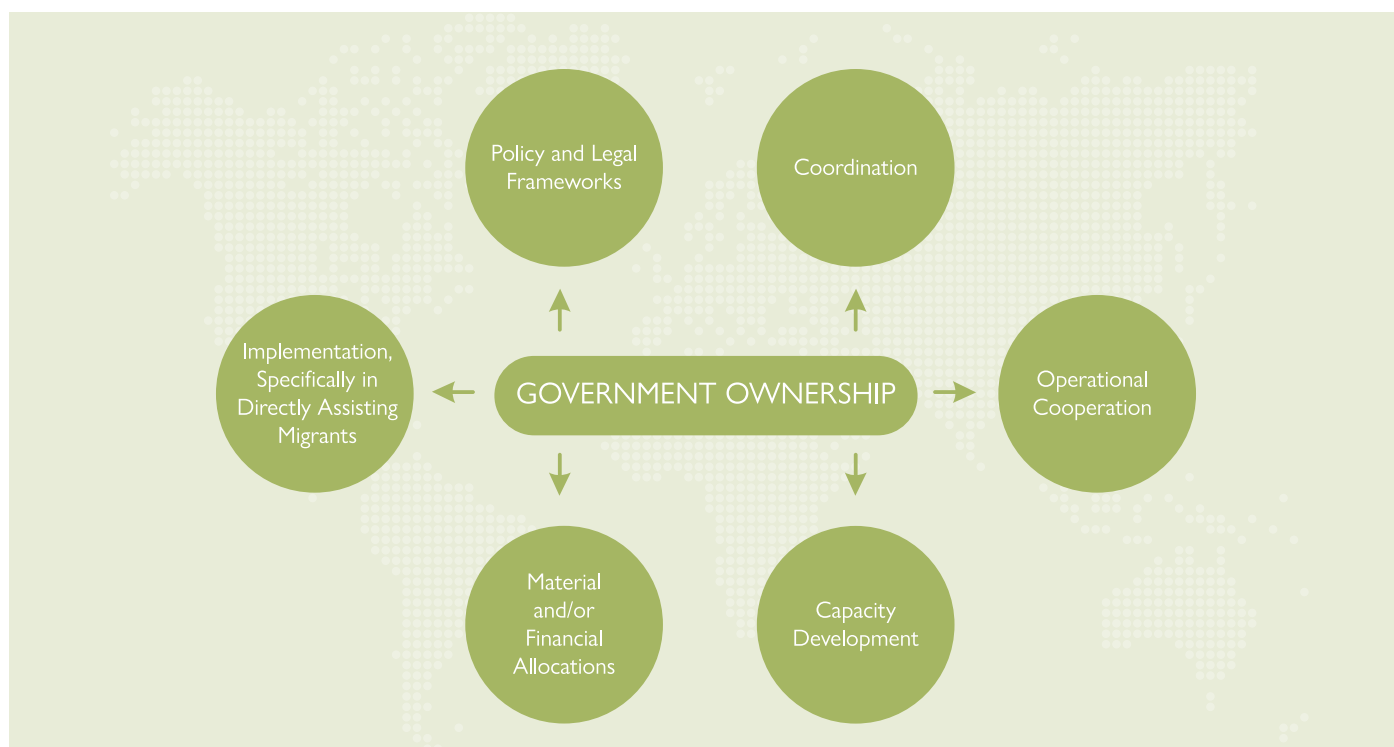 Policy and Legal
Frameworks
Coordination
Implementation,
Specifically in
Directly Assisting
Migrants
GOVERNMENT OWNERSHIP
Operational
Cooperation
Material
and/or
Financial
Allocations
Capacity
Development